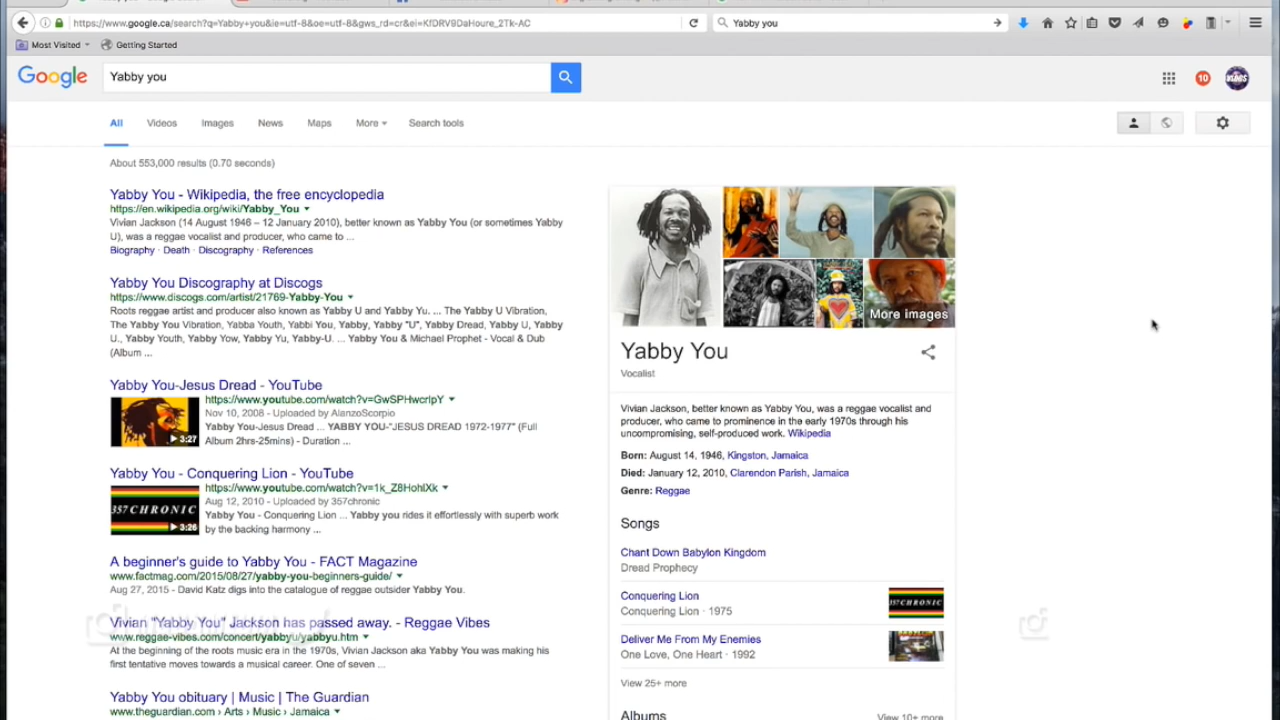 https://www.google.ca/search?q=Yabby+you&ie=utf-8&oe=utf-8&gws_rd=cr&ei=KfDRV9DaHoure_2Tk-AC
Yabby you
Most Visited
Getting Started
Google
Yabby you
10
VLOGS
All Videos Images News Maps More Search tools
About 553,000 results (0.70 seconds)
Yabby You - Wikipedia, the free encyclopedia
https://en.wikipedia.org/wiki/Yabby_You
Vivian Jackson (14 August 1946 – 12 January 2010), better known as Yabby You (or sometimes Yabby
U), was a reggae vocalist and producer, who came to ...
Biography · Death · Discography · References
Yabby You Discography at Discogs
https://www.discogs.com/artist/21769-Yabby-You
Roots reggae artist and producer also known as Yabby U and Yabby Yu. ... The Yabby U Vibration,
The Yabby You Vibration, Yabba Youth, Yabbi You, Yabby, Yabby "U", Yabby Dread, Yabby U, Yabby
U., Yabby Youth, Yabby Yow, Yabby Yu, Yabby-U. ... Yabby You & Michael Prophet - Vocal & Dub
(Album ...
Yabby You-Jesus Dread - YouTube
https://www.youtube.com/watch?v=GwSPHwcrIpY
Nov 10, 2008 - Uploaded by AlanzoScorpio
Yabby You-Jesus Dread ... YABBY YOU-"JESUS DREAD 1972-1977" (Full
Album 2hrs-25mins) - Duration ...
3:27
Yabby You - Conquering Lion - YouTube
https://www.youtube.com/watch?v=1k_Z8HohlXk
Aug 12, 2010 - Uploaded by 357chronic
Yabby You - Conquering Lion ... Yabby you rides it effortlessly with superb work
by the backing harmony ...
357 CHRONIC
3:26
A beginner's guide to Yabby You - FACT Magazine
www.factmag.com/2015/08/27/yabby-you-beginners-guide/
Aug 27, 2015 - David Katz digs into the catalogue of reggae outsider Yabby You.
Vivian "Yabby You" Jackson has passed away. - Reggae Vibes
www.reggae-vibes.com/concert/yabbyu/yabbyu.htm
At the beginning of the roots music era in the 1970s, Vivian Jackson aka Yabby You was making his
first tentative moves towards a musical career. One of seven ...
Yabby You obituary | Music | The Guardian
www.theguardian.com › Arts › Music › Jamaica
More images
Yabby You
Vocalist
Vivian Jackson, better known as Yabby You, was a reggae vocalist and
producer, who came to prominence in the early 1970s through his
uncompromising, self-produced work. Wikipedia
Born: August 14, 1946, Kingston, Jamaica
Died: January 12, 2010, Clarendon Parish, Jamaica
Genre: Reggae
Songs
Chant Down Babylon Kingdom
Dread Prophecy
Conquering Lion
Conquering Lion · 1975
357 CHRONIC
Deliver Me From My Enemies
One Love, One Heart · 1992
View 25+ more
Albums
View 10+ more